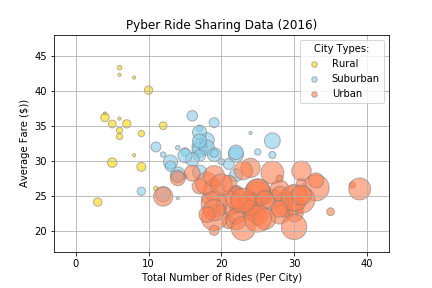 Pyber Ride Sharing Data (2016)
City Types:
Rural
Suburban
Urban
Average Fare ($))
45
40
35
30
25
20
0
10
20
30
40
Total Number of Rides (Per City)